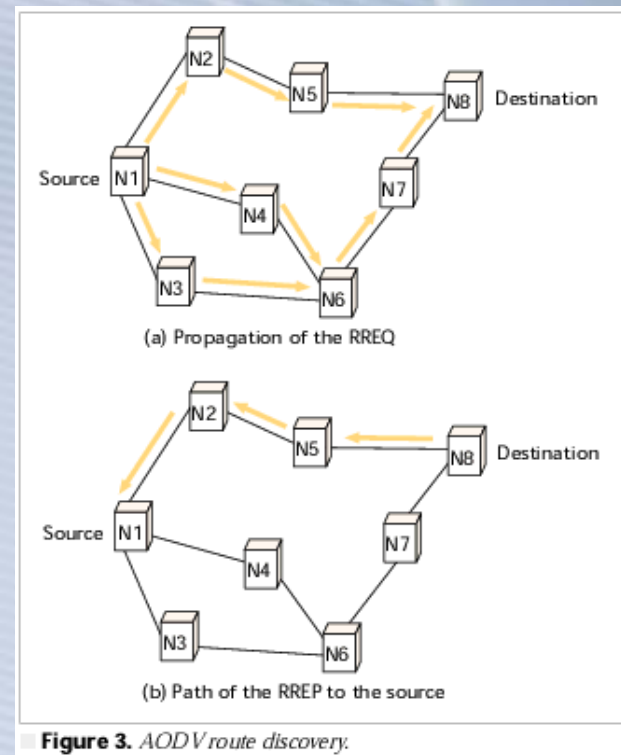 N2
N5
N8
Destination
Source
N1
N7
N4
N3
N6
(a) Propagation of the RREQ
N2
N5
N8
Destination
Source
N1
N7
N4
N3
N6
(b) Path of the RREP to the source
Figure 3. AODV route discovery.